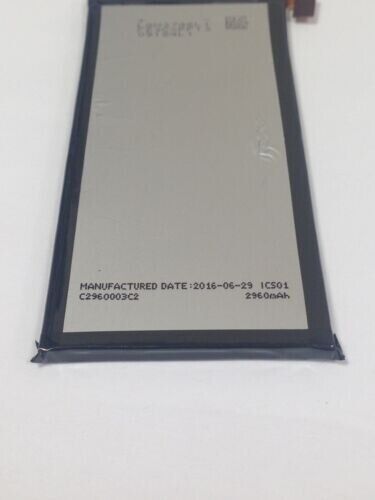 MANUFACTURED DATE:2016-06-29 ICS01
C2960003C2 2960mAh